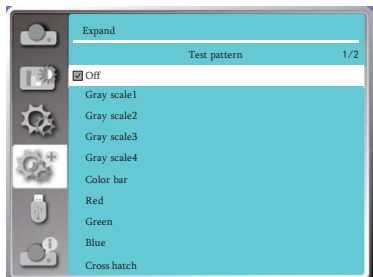 Expand
Test pattern 1/2
Off
Gray scale1
Gray scale2
Gray scale3
Gray scale4
Color bar
Red
Green
Blue
Cross hatch